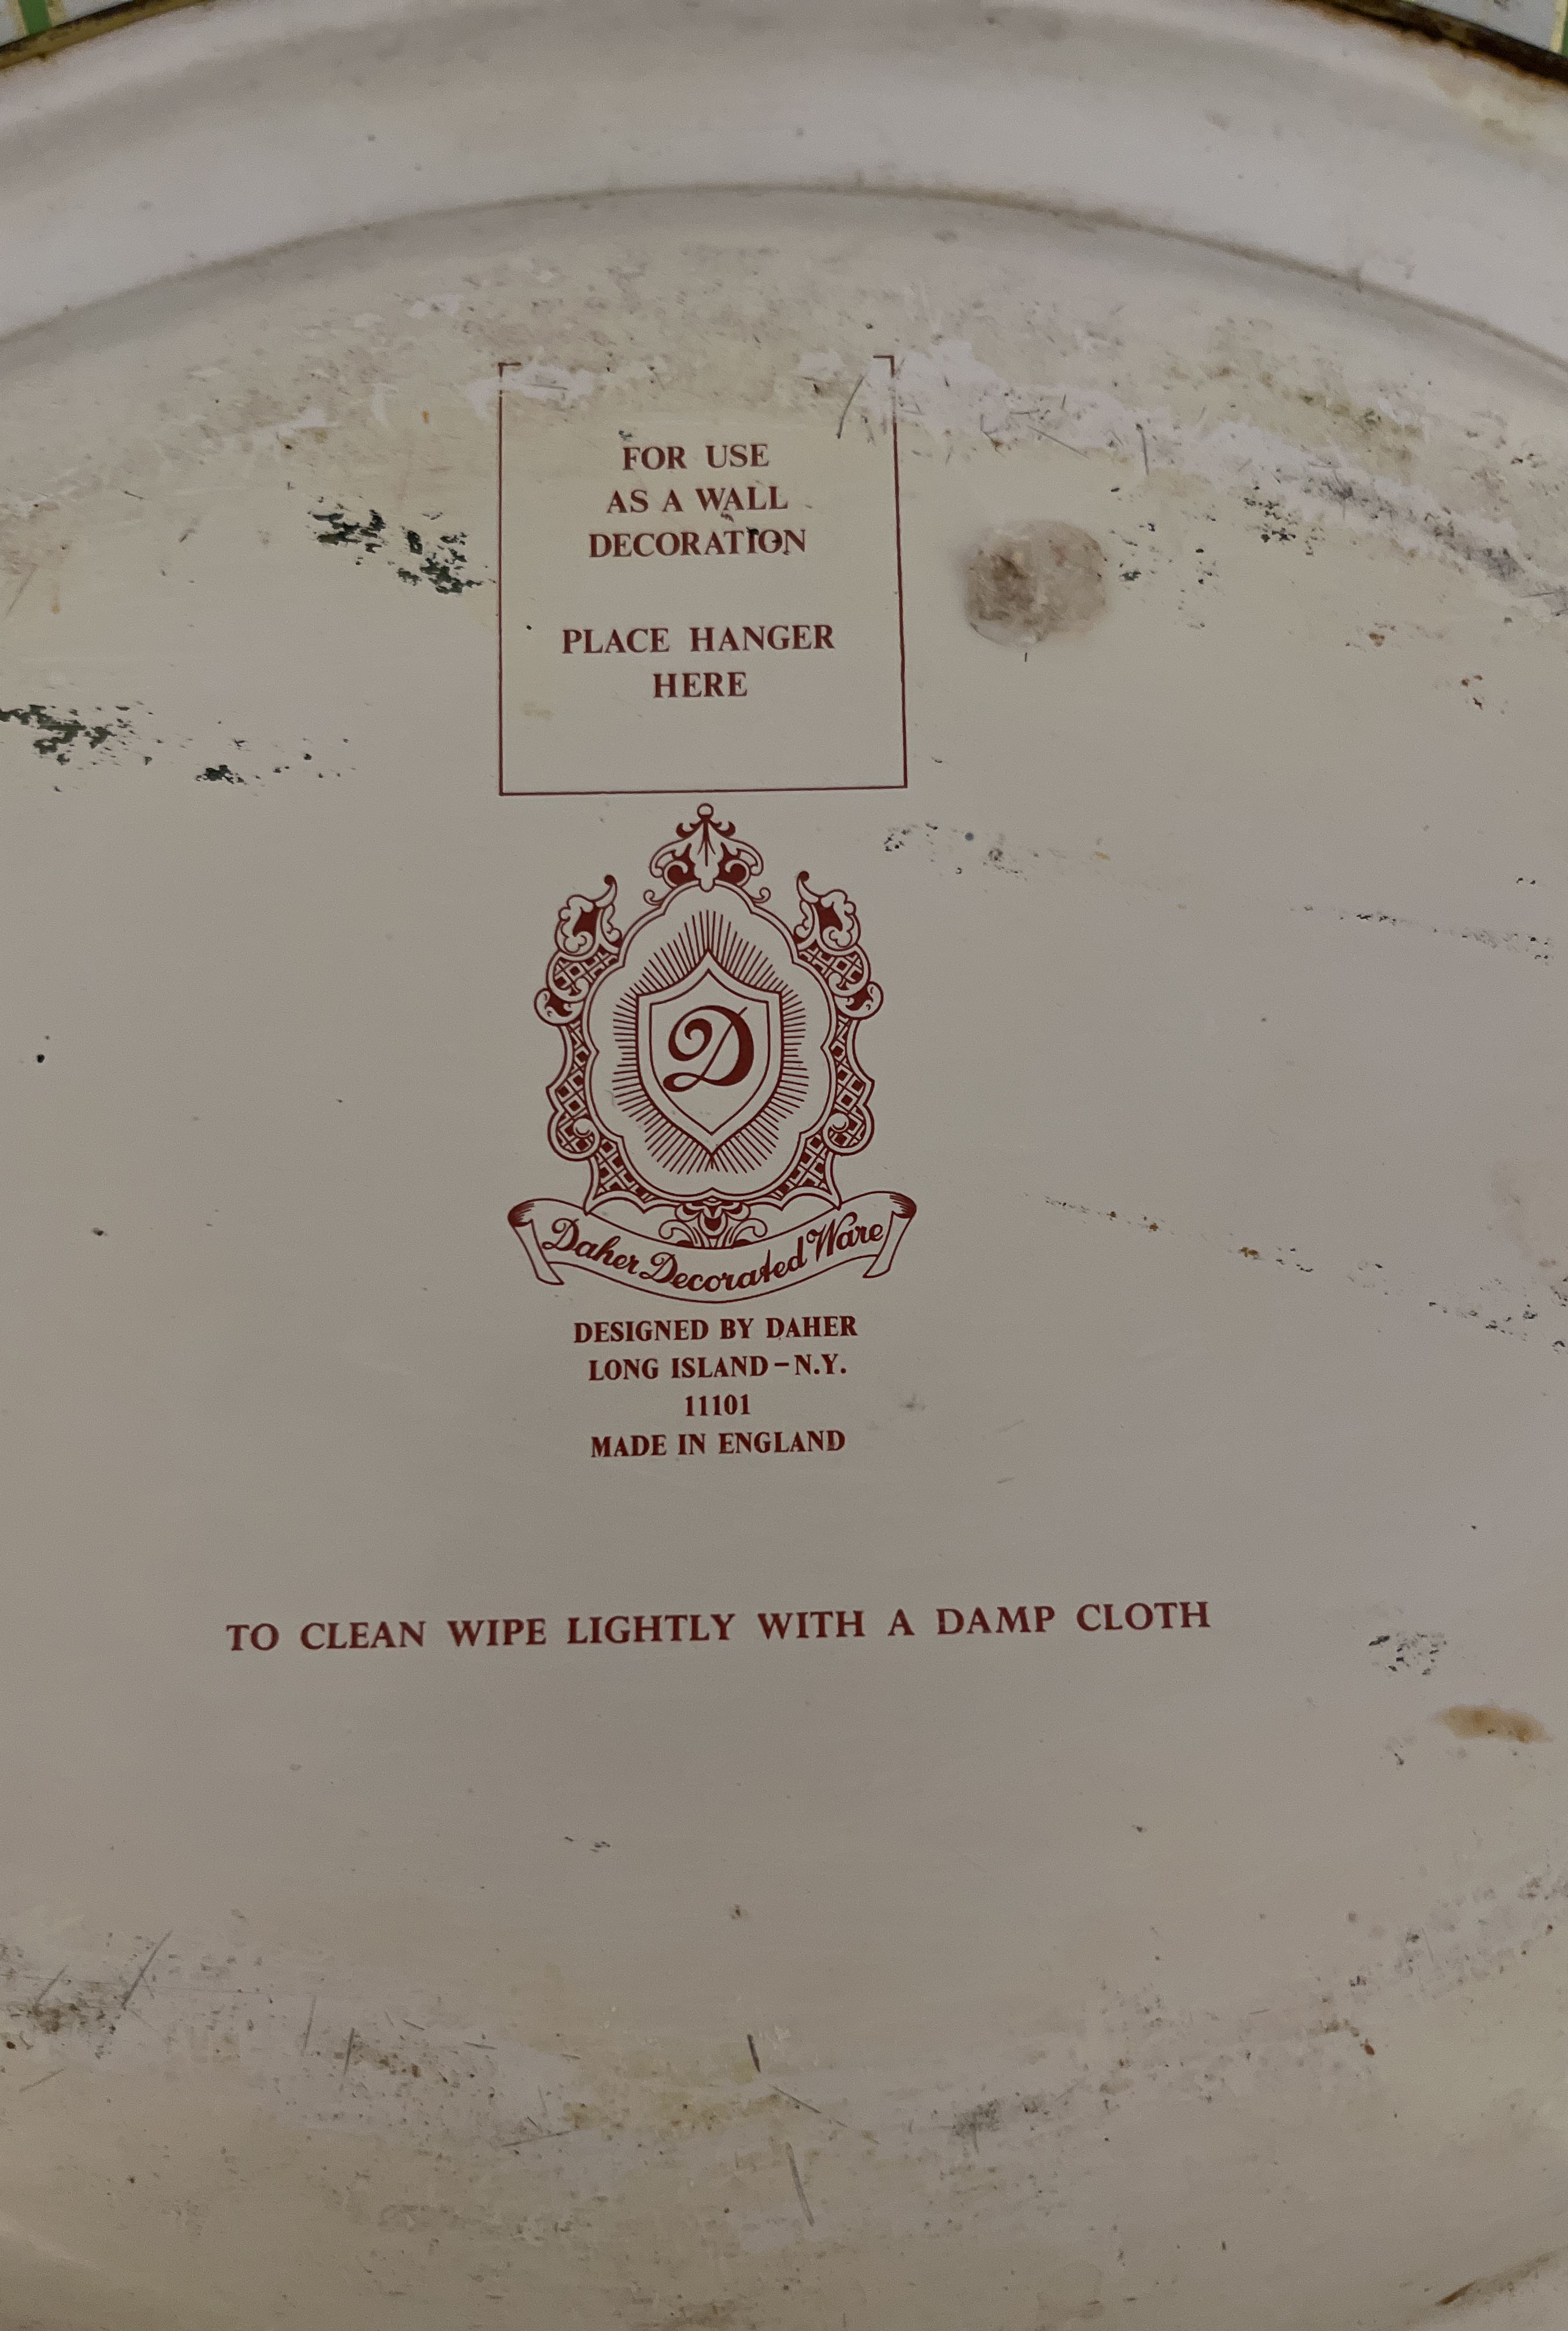 FOR USE
AS A WALL
DECORATION
PLACE HANGER
HERE
D
Daher Decorated Ware
DESIGNED BY DAHER
LONG ISLAND–N.Y.
11101
MADE IN ENGLAND
TO CLEAN WIPE LIGHTLY WITH A DAMP CLOTH